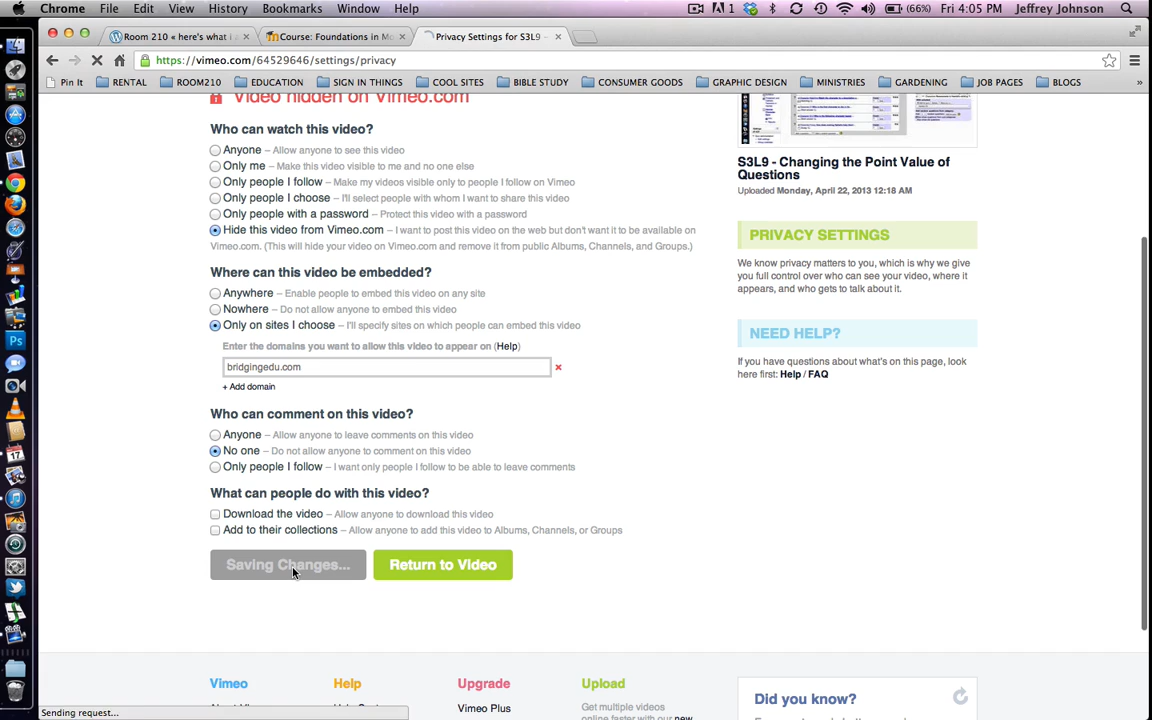 Chrome File Edit View History Bookmarks Window Help 1 (66%) Fri 4:05 PM Jeffrey Johnson
Room 210 « here's what i Course: Foundations in Mo Privacy Settings for S3L9 –
https://vimeo.com/64529646/settings/privacy
Pin It RENTAL ROOM210 EDUCATION SIGN IN THINGS COOL SITES BIBLE STUDY CONSUMER GOODS GRAPHIC DESIGN MINISTRIES GARDENING JOB PAGES BLOGS »
Video hidden on Vimeo.com
Who can watch this video?
Anyone – Allow anyone to see this video
Only me – Make this video visible to me and no one else
Only people I follow – Make my videos visible only to people I follow on Vimeo
Only people I choose – I'll select people with whom I want to share this video
Only people with a password – Protect this video with a password
Hide this video from Vimeo.com – I want to post this video on the web but don't want it to be available on
Vimeo.com. (This will hide your video on Vimeo.com and remove it from public Albums, Channels, and Groups.)
Where can this video be embedded?
Anywhere – Enable people to embed this video on any site
Nowhere – Do not allow anyone to embed this video
Only on sites I choose – I'll specify sites on which people can embed this video
Enter the domains you want to allow this video to appear on (Help)
bridgingedu.com
+ Add domain
Who can comment on this video?
Anyone – Allow anyone to leave comments on this video
No one – Do not allow anyone to comment on this video
Only people I follow – I want only people I follow to be able to leave comments
What can people do with this video?
Download the video – Allow anyone to download this video
Add to their collections – Allow anyone to add this video to Albums, Channels, or Groups
Saving Changes... Return to Video
S3L9 - Changing the Point Value of
Questions
Uploaded Monday, April 22, 2013 12:18 AM
PRIVACY SETTINGS
We know privacy matters to you, which is why we give
you full control over who can see your video, where it
appears, and who gets to talk about it.
NEED HELP?
If you have questions about what's on this page, look
here first: Help / FAQ
Vimeo Help Upgrade Upload
Vimeo Plus
Get multiple videos
Did you know?
Sending request...